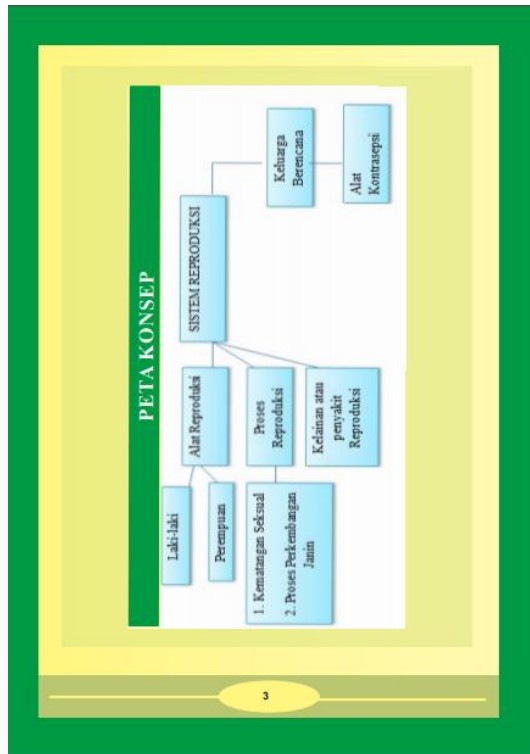 PETA KONSEP
SISTEM REPRODUKSI
Alat Reproduksi
Laki-laki
Perempuan
Proses
Reproduksi
1. Kematangan Seksual
2. Proses Perkembangan
Janin
Kelainan atau
penyakit
Reproduksi
Keluarga
Berencana
Alat
Kontrasepsi
3